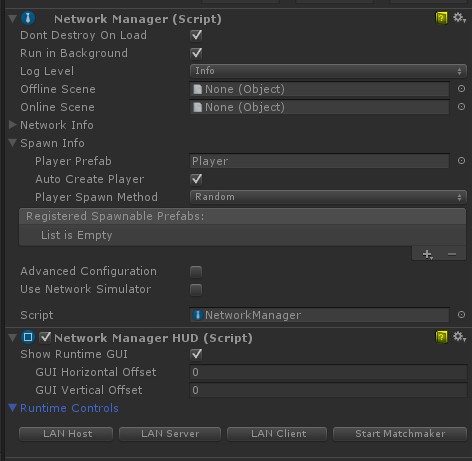 Network Manager (Script)
Dont Destroy On Load
Run in Background
Log Level Info
Offline Scene None (Object)
Online Scene None (Object)
Network Info
Spawn Info
Player Prefab Player
Auto Create Player
Player Spawn Method Random
Registered Spawnable Prefabs:
List is Empty
Advanced Configuration
Use Network Simulator
Script NetworkManager
Network Manager HUD (Script)
Show Runtime GUI
GUI Horizontal Offset 0
GUI Vertical Offset 0
Runtime Controls
LAN Host LAN Server LAN Client Start Matchmaker